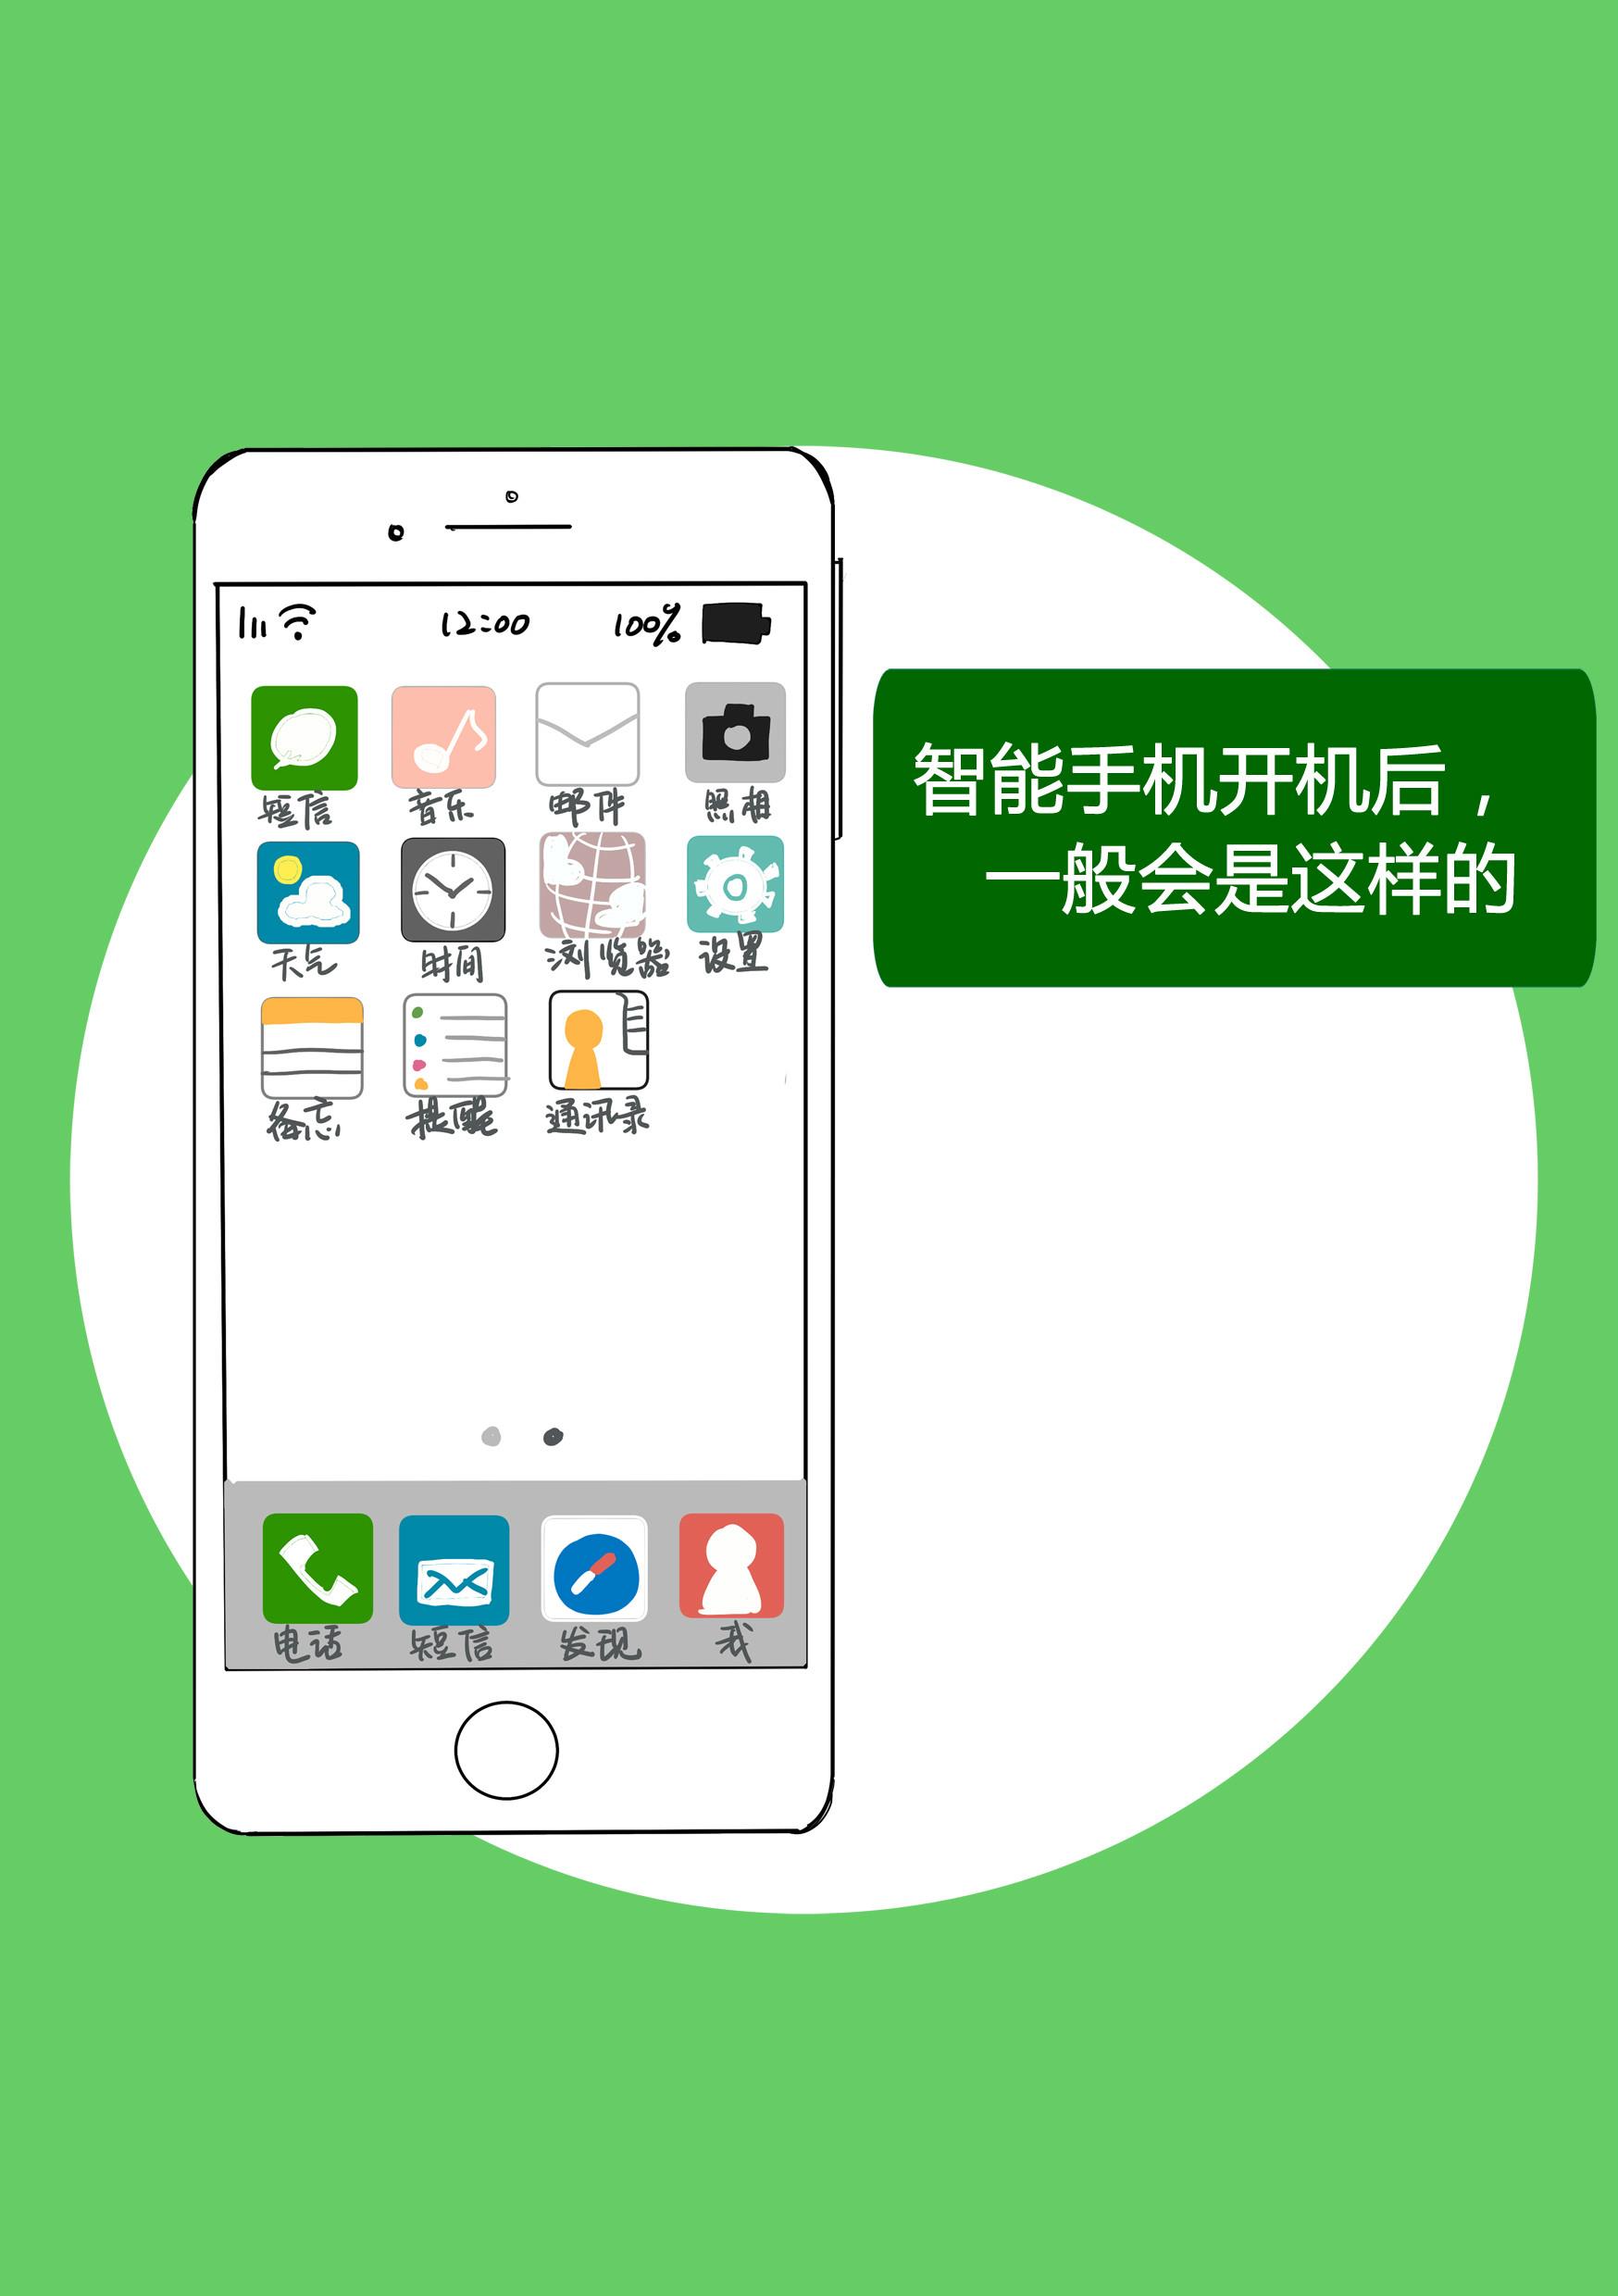 12:00 100%
短信 音乐 邮件 照相
智能手机开机后，
一般会是这样的
天气 时间 浏览器 设置
备忘 提醒 通讯录
电话 短信 发现 我